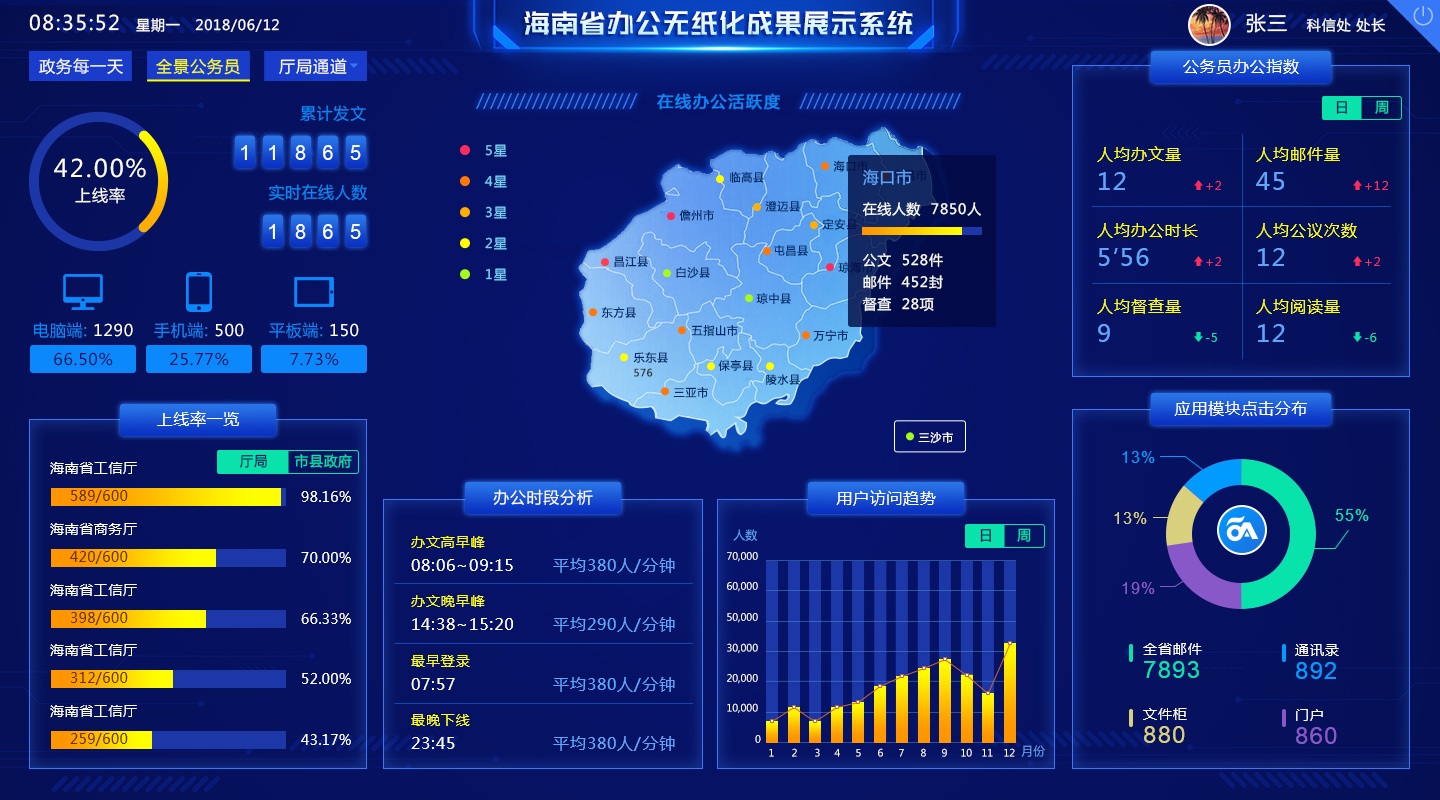 08:35:52 星期一 2018/06/12
海南省办公无纸化成果展示系统
张三 科信处 处长
政务每一天 全景公务员 厅局通道
42.00%
上线率
累计发文
11865
实时在线人数
1865
电脑端: 1290 手机端: 500 平板端: 150
66.50% 25.77% 7.73%
上线率一览
厅局 市县政府
海南省工信厅
589/600 98.16%
海南省商务厅
420/600 70.00%
海南省工信厅
398/600 66.33%
海南省工信厅
312/600 52.00%
海南省工信厅
259/600 43.17%
在线办公活跃度
5星
4星
3星
2星
1星
海口市
临高县
澄迈县
儋州市
定安县
屯昌县
昌江县
白沙县
琼中县
东方县
五指山市
万宁市
乐东县
576
保亭县
陵水县
三亚市
三沙市
海口市
在线人数 7850人
公文 528件
邮件 452封
督查 28项
办公时段分析
办文高早峰
08:06~09:15 平均380人/分钟
办文晚早峰
14:38~15:20 平均290人/分钟
最早登录
07:57 平均380人/分钟
最晚下线
23:45 平均380人/分钟
用户访问趋势
日 周
人数
70,000
60,000
50,000
30,000
20,000
10,000
0
1 2 3 4 5 6 7 8 9 10 11 12 月份
公务员办公指数
日 周
人均办文量 人均邮件量
12 +2 45 +12
人均办公时长 人均公议次数
5'56 +2 12 +2
人均督查量 人均阅读量
9 -5 12 -6
应用模块点击分布
13%
13%
55%
19%
全省邮件 通讯录
7893 892
文件柜 门户
880 860